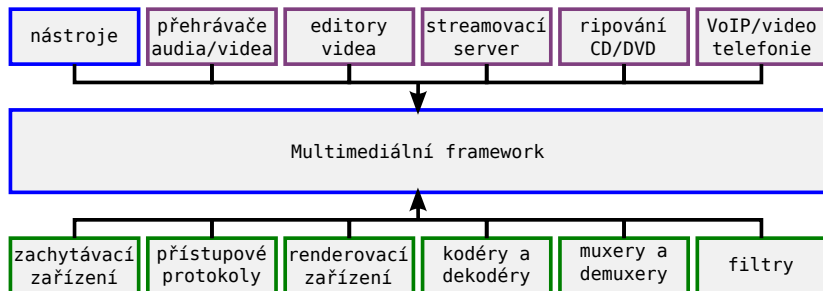 nástroje
přehrávače
audia/videa
editory
videa
streamovací
server
ripování
CD/DVD
VoIP/video
telefonie
Multimediální framework
zachytávací
zařízení
přístupové
protokoly
renderovací
zařízení
kodéry a
dekodéry
muxery a
demuxery
filtry